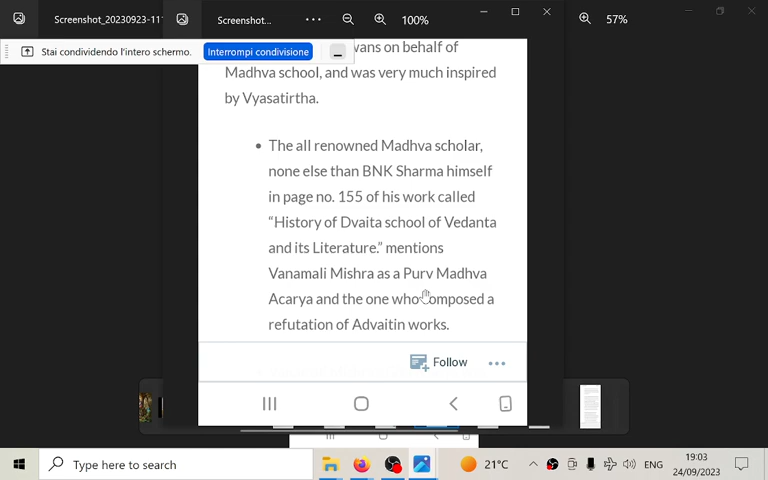 Screenshot_20230923-11
Screenshot...
100%
57%
Stai condividendo l'intero schermo.
Interrompi condivisione
wans on behalf of
Madhva school, and was very much inspired
by Vyasatirtha.
• The all renowned Madhva scholar,
none else than BNK Sharma himself
in page no. 155 of his work called
“History of Dvaita school of Vedanta
and its Literature.” mentions
Vanamali Mishra as a Purv Madhva
Acarya and the one who composed a
refutation of Advaitin works.
Follow
Type here to search
21°C
ENG
19:03
24/09/2023